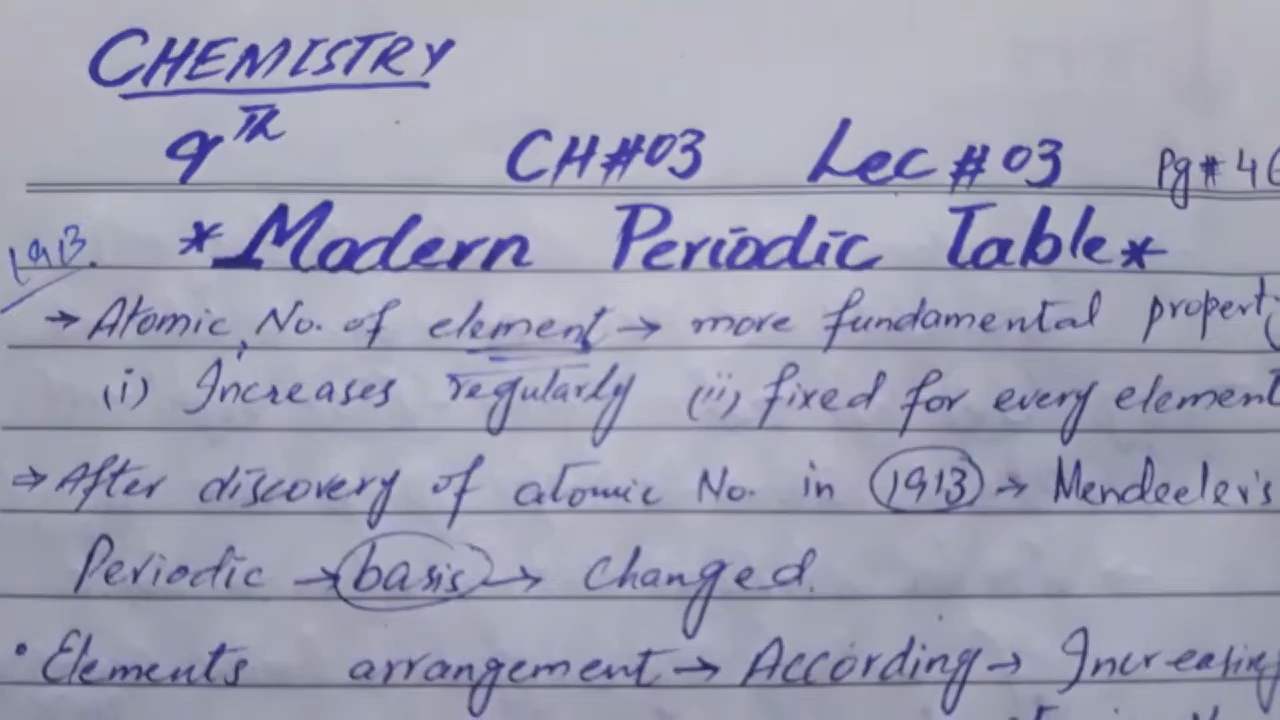 CHEMISTRY
9TH CH#03 Lec#03 Pg#4
1913. *Modern Periodic Table*
→ Atomic No. of element → more fundamental property
(i) Increases regularly (ii) fixed for every element
⇒ After discovery of atomic No. in 1913 → Mendeelev's
Periodic → basis → Changed.
• Elements arrangement → According → Increasing